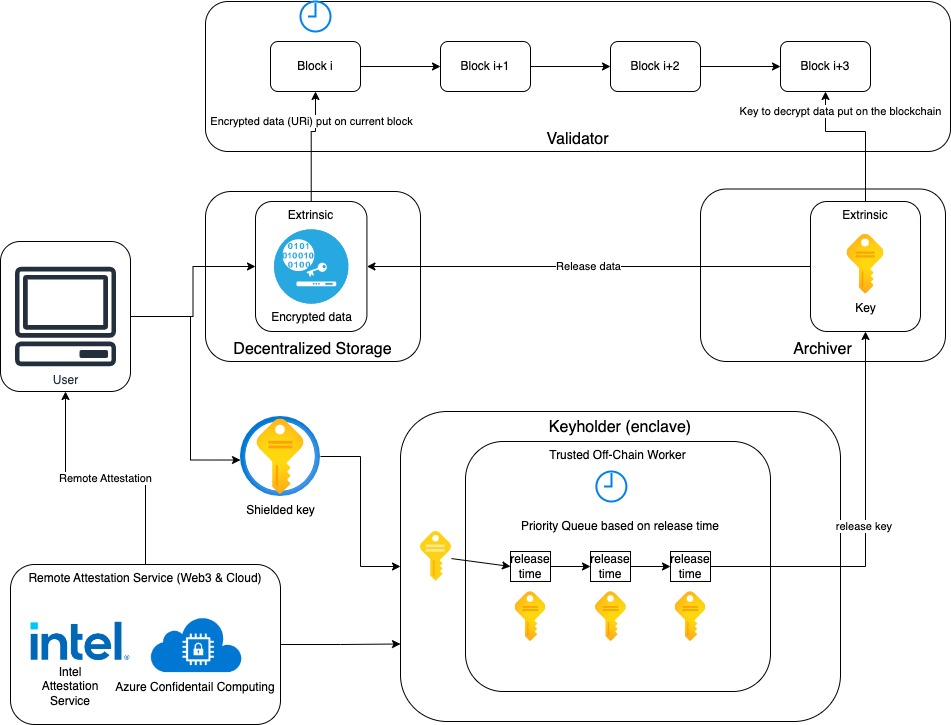 Block i
Block i+1
Block i+2
Block i+3
Encrypted data (URi) put on current block
Key to decrypt data put on the blockchain
Validator
Extrinsic
0101
010010
0100
Encrypted data
Decentralized Storage
Release data
Extrinsic
Key
Archiver
User
Remote Attestation
Shielded key
Keyholder (enclave)
Trusted Off-Chain Worker
Priority Queue based on release time
release
time
release
time
release
time
release key
Remote Attestation Service (Web3 & Cloud)
intel
Intel
Attestation
Service
Azure Confidentail Computing